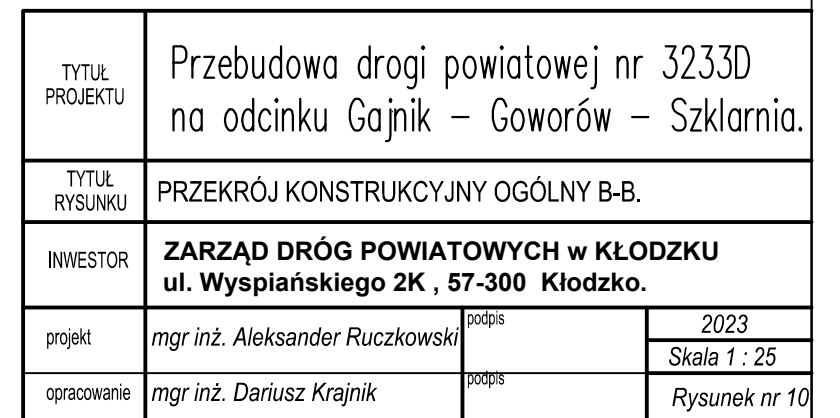 TYTUŁ
PROJEKTU
Przebudowa drogi powiatowej nr 3233D
na odcinku Gajnik – Goworów – Szklarnia.
TYTUŁ
RYSUNKU
PRZEKRÓJ KONSTRUKCYJNY OGÓLNY B-B.
INWESTOR
ZARZĄD DRÓG POWIATOWYCH w KŁODZKU
ul. Wyspiańskiego 2K , 57-300 Kłodzko.
projekt
mgr inż. Aleksander Ruczkowski
podpis
2023
Skala 1 : 25
opracowanie
mgr inż. Dariusz Krajnik
podpis
Rysunek nr 10